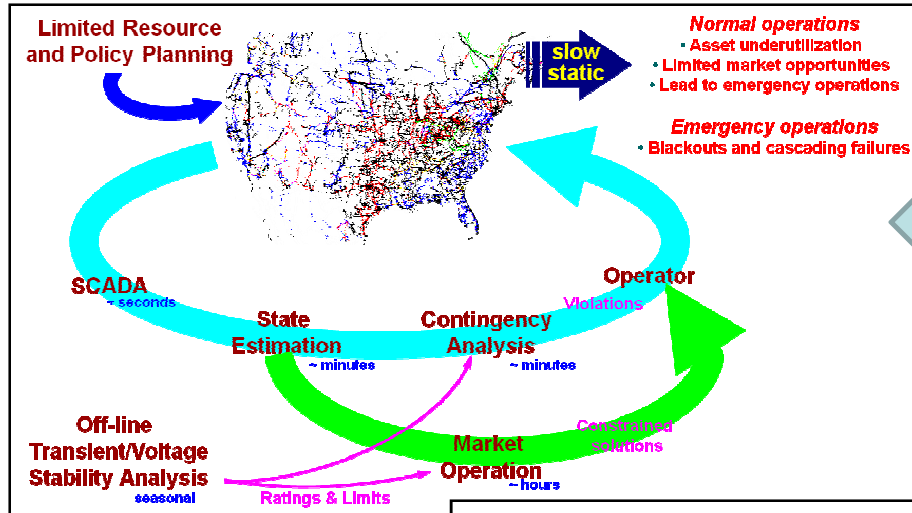 Limited Resource
and Policy Planning
slow
static
Normal operations
• Asset underutilization
• Limited market opportunities
• Lead to emergency operations
Emergency operations
• Blackouts and cascading failures
SCADA
~ seconds
State
Estimation
~ minutes
Contingency
Analysis
~ minutes
Violations
Operator
Off-line
Transient/Voltage
Stability Analysis
seasonal
Ratings & Limits
Market
Operation
~ hours
Constrained
solutions